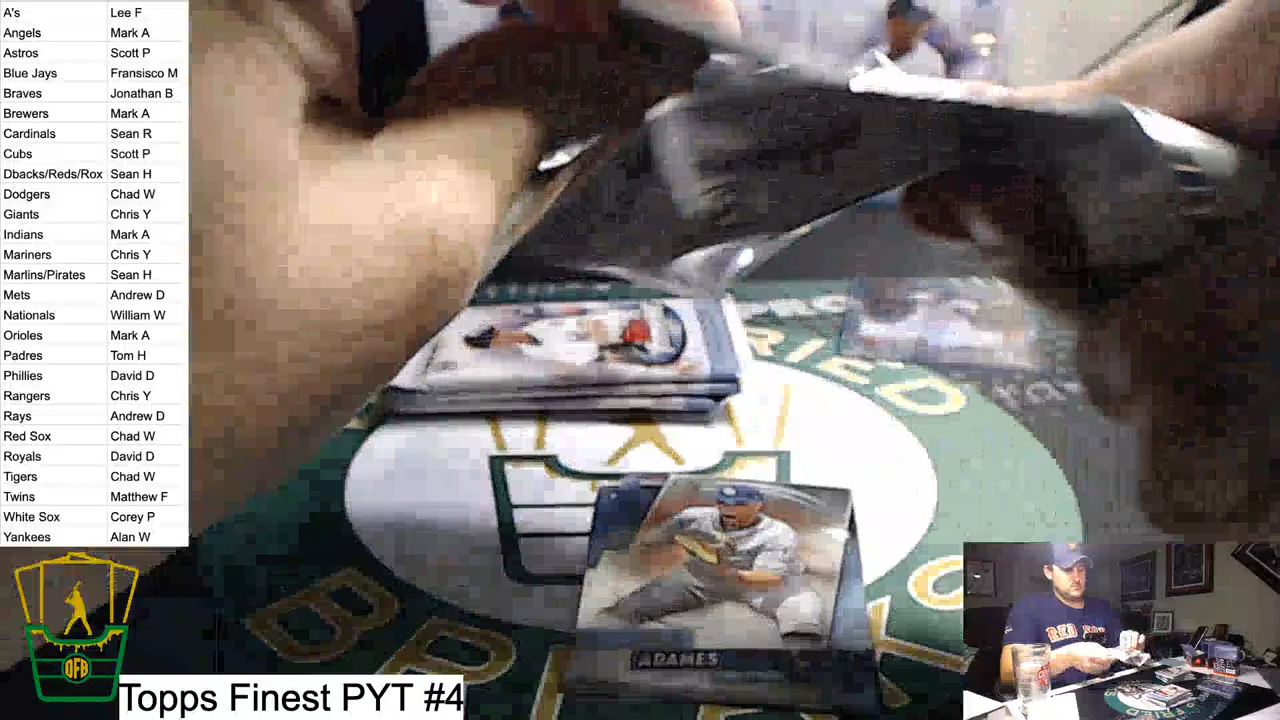 A's Lee F
Angels Mark A
Astros Scott P
Blue Jays Fransisco M
Braves Jonathan B
Brewers Mark A
Cardinals Sean R
Cubs Scott P
Dbacks/Reds/Rox Sean H
Dodgers Chad W
Giants Chris Y
Indians Mark A
Mariners Chris Y
Marlins/Pirates Sean H
Mets Andrew D
Nationals William W
Orioles Mark A
Padres Tom H
Phillies David D
Rangers Chris Y
Rays Andrew D
Red Sox Chad W
Royals David D
Tigers Chad W
Twins Matthew F
White Sox Corey P
Yankees Alan W
RIED
ADAMES
BR
OFB
RED
Topps Finest PYT #4